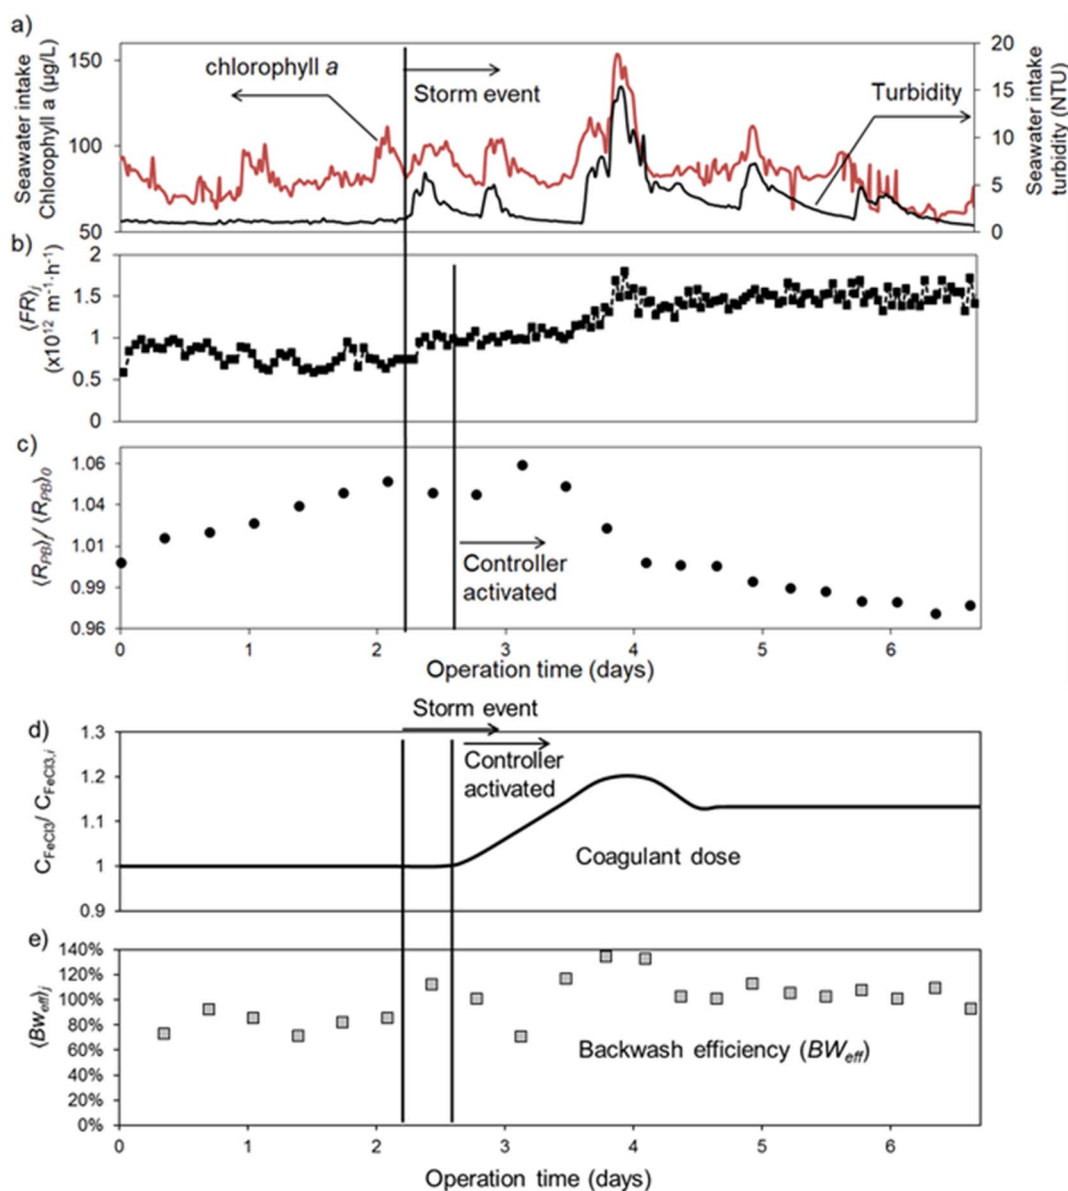 a)
Seawater intake
Chlorophyll a (µg/L)
150
100
50
chlorophyll a
Storm event
Turbidity
20
15
10
5
0
Seawater intake
turbidity (NTU)
b)
⟨FR⟩j
(x10¹² m⁻¹·h⁻¹)
2
1.5
1
0.5
0
c)
⟨RPB⟩j/ ⟨RPB⟩0
1.06
1.04
1.01
0.99
0.96
Controller
activated
0 1 2 3 4 5 6
Operation time (days)
Storm event
d)
CFeCl3/ CFeCl3,i
1.3
1.2
1.1
1
0.9
Controller
activated
Coagulant dose
e)
⟨Bweff⟩j
140%
120%
100%
80%
60%
40%
20%
0%
Backwash efficiency (BWeff)
0 1 2 3 4 5 6
Operation time (days)